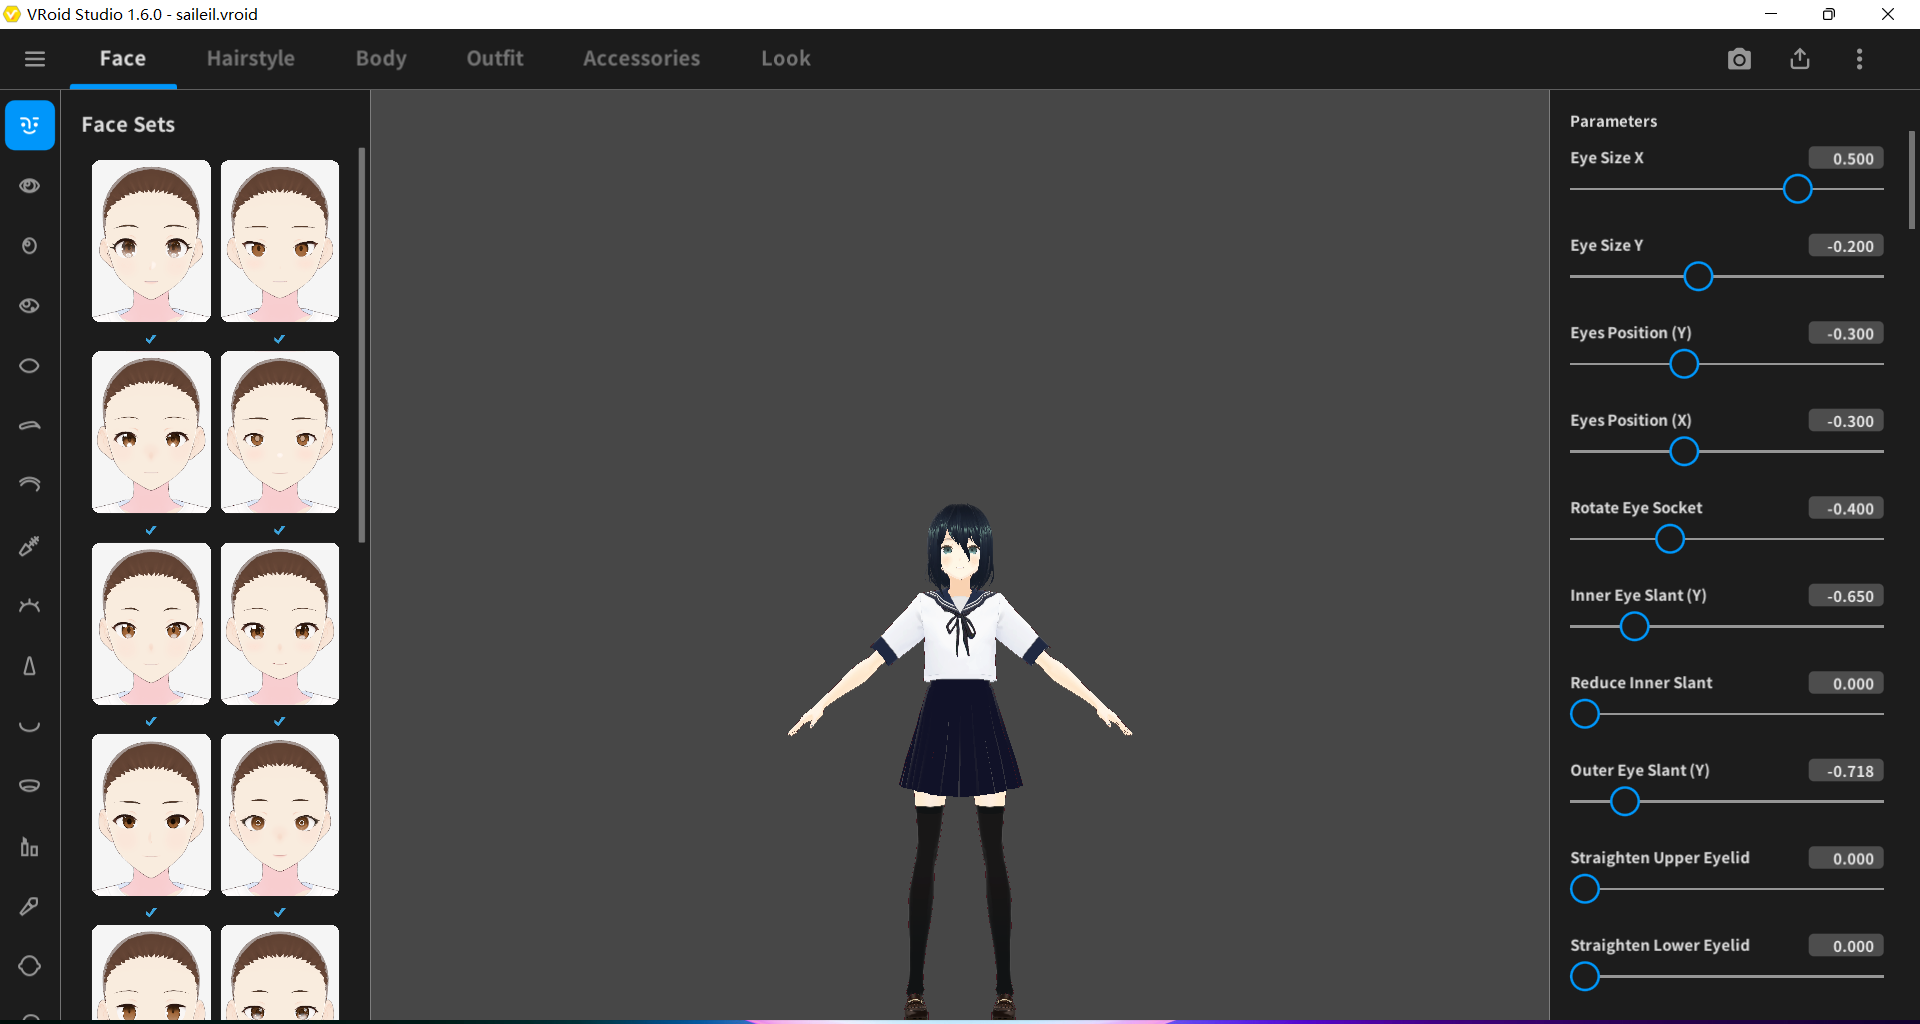 VRoid Studio 1.6.0 - saileil.vroid
Face Hairstyle Body Outfit Accessories Look
Face Sets
Parameters
Eye Size X 0.500
Eye Size Y -0.200
Eyes Position (Y) -0.300
Eyes Position (X) -0.300
Rotate Eye Socket -0.400
Inner Eye Slant (Y) -0.650
Reduce Inner Slant 0.000
Outer Eye Slant (Y) -0.718
Straighten Upper Eyelid 0.000
Straighten Lower Eyelid 0.000